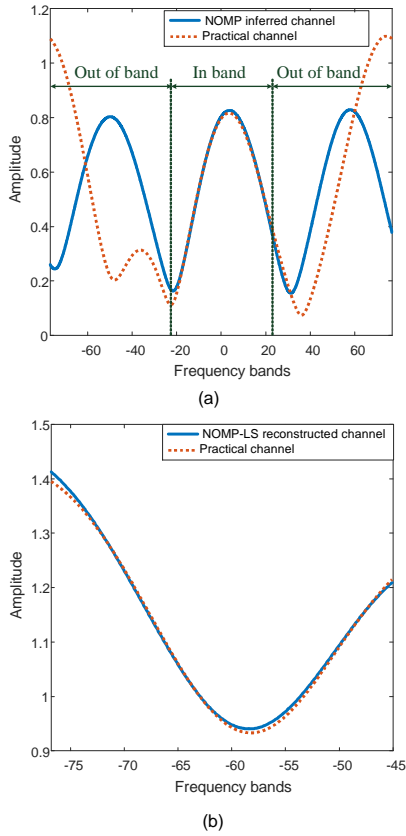 1.2
NOMP inferred channel
Practical channel
1
Out of band
In band
Out of band
0.8
0.6
0.4
0.2
0
Amplitude
-60
-40
-20
0
20
40
60
Frequency bands
(a)
1.5
NOMP-LS reconstructed channel
Practical channel
1.4
1.3
1.2
1.1
1
0.9
Amplitude
-75
-70
-65
-60
-55
-50
-45
Frequency bands
(b)